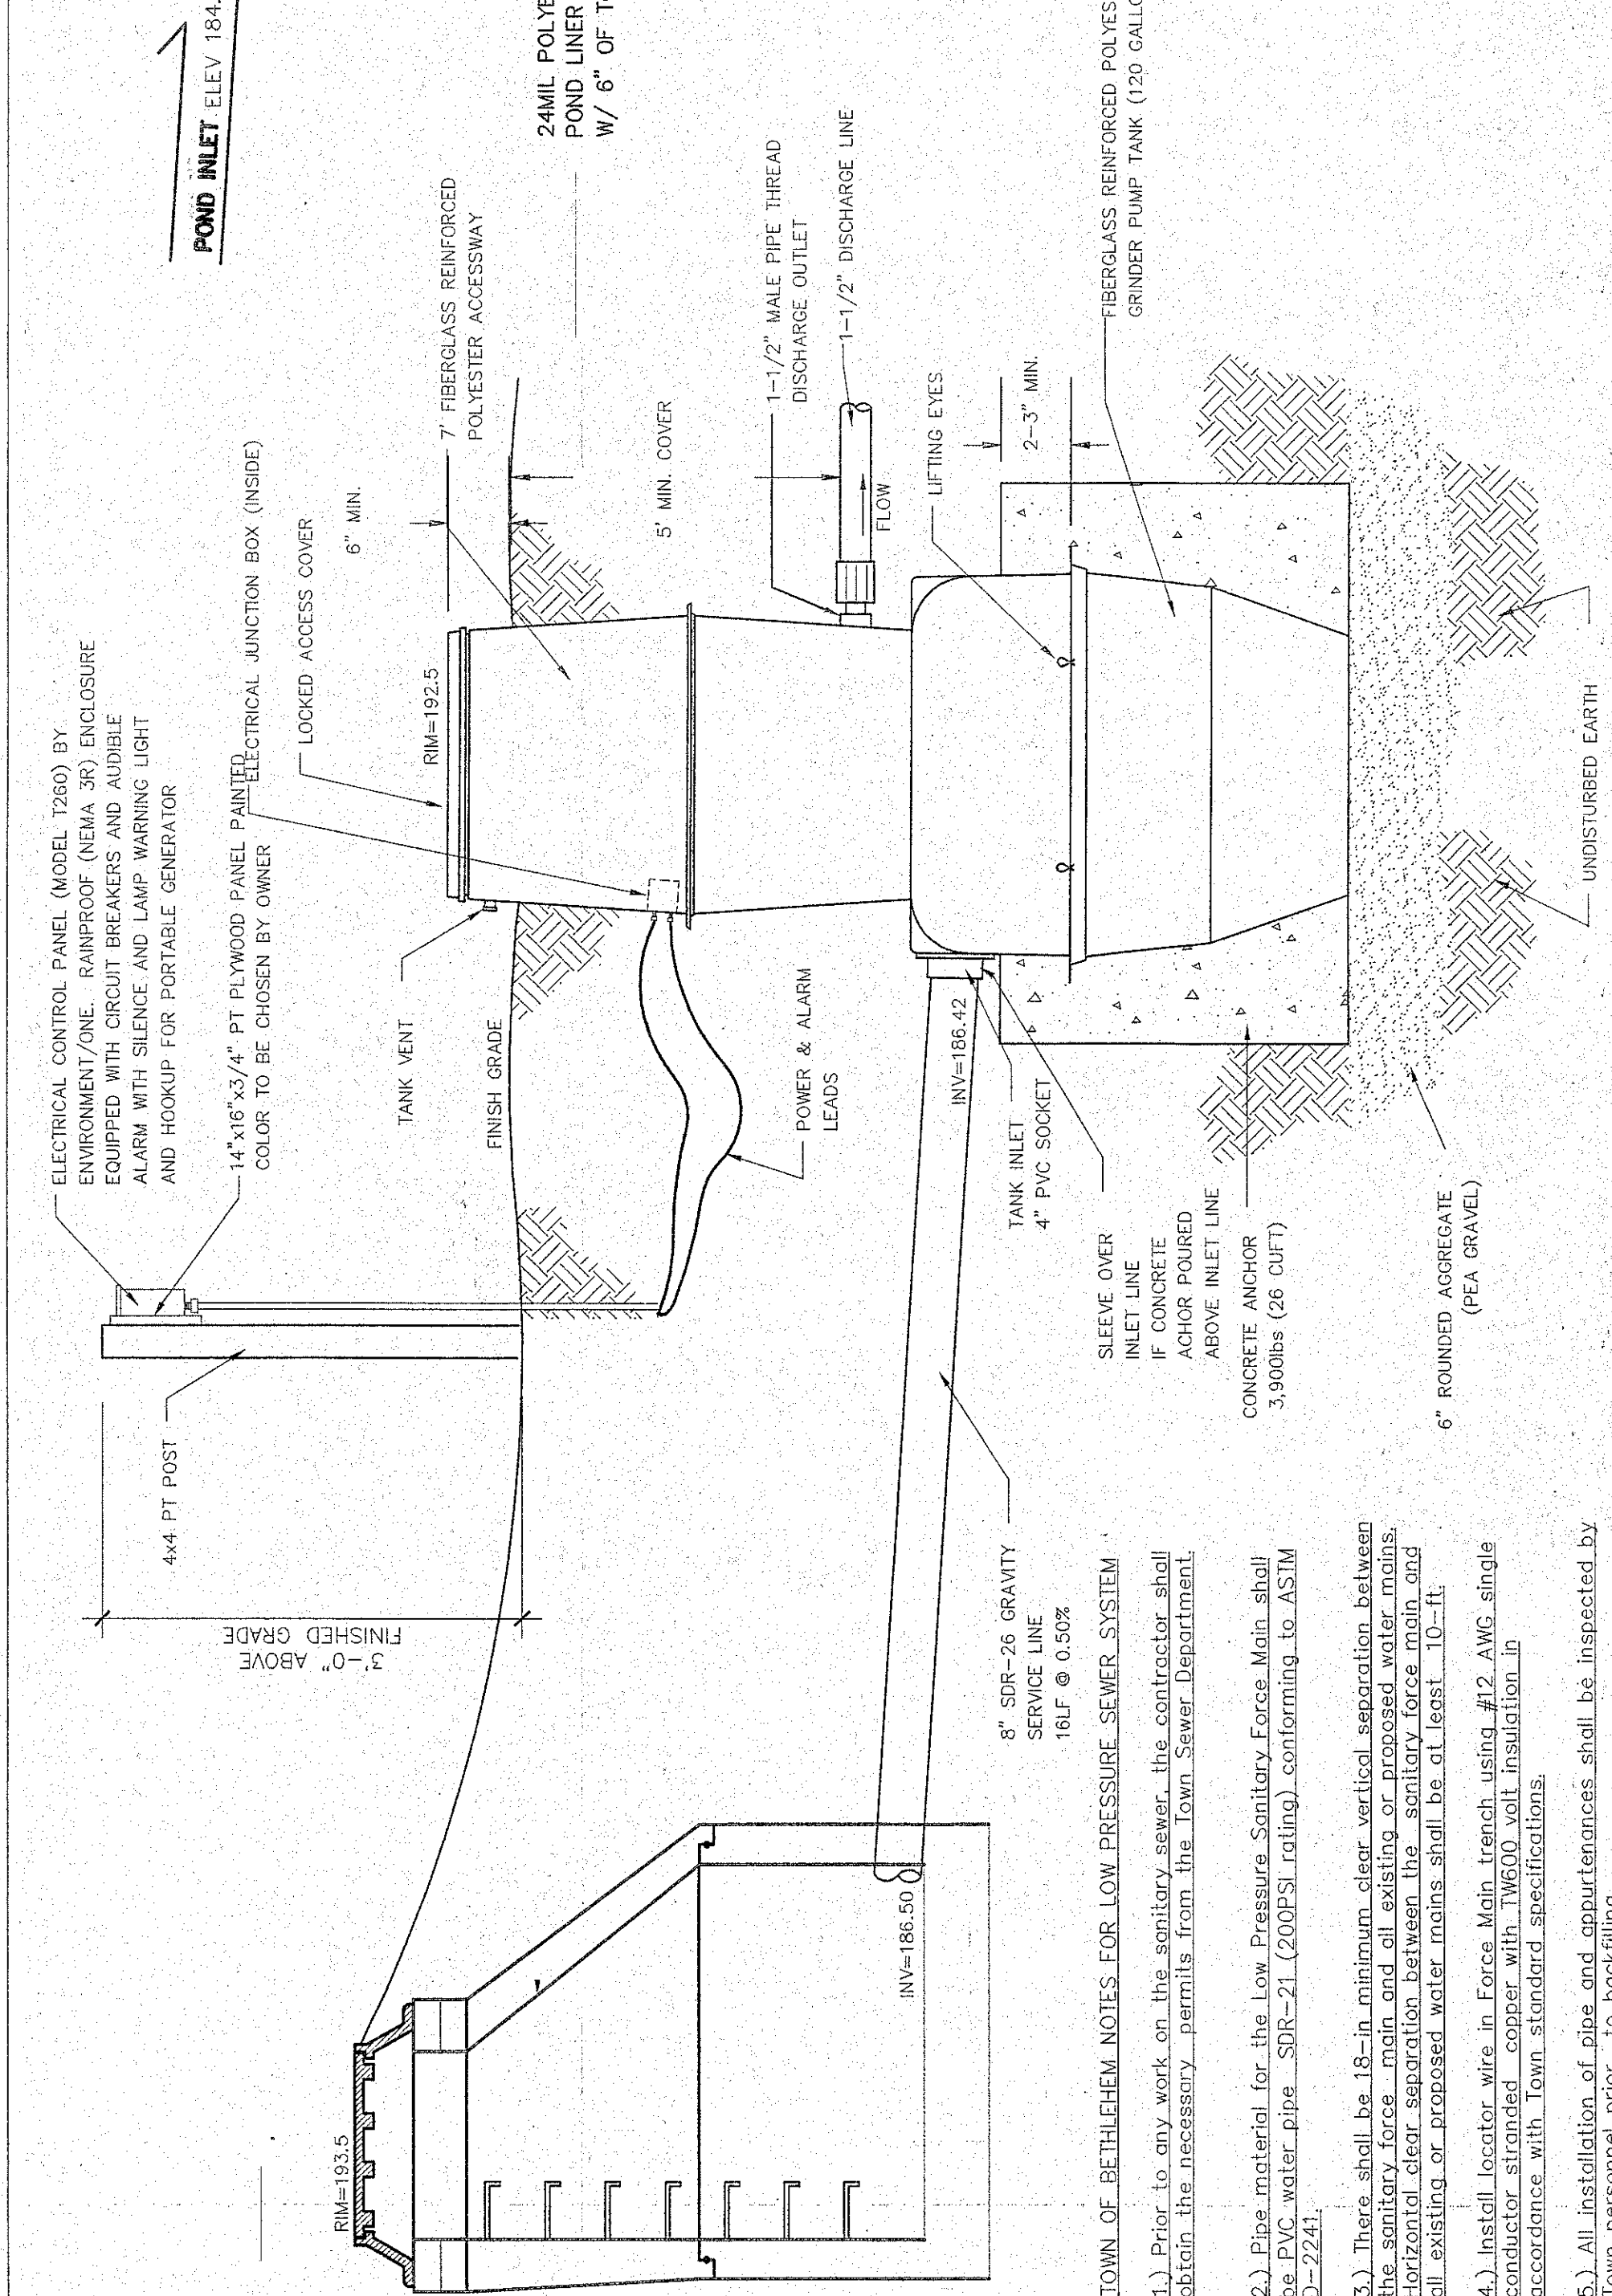 POND INLET ELEV 184.
24MIL POLYE
POND LINER
W/ 6" OF T
ELECTRICAL CONTROL PANEL (MODEL T260) BY
ENVIRONMENT/ONE. RAINPROOF (NEMA 3R) ENCLOSURE
EQUIPPED WITH CIRCUIT BREAKERS AND AUDIBLE
ALARM WITH SILENCE AND LAMP WARNING LIGHT
AND HOOKUP FOR PORTABLE GENERATOR
14"x16"x3/4" PT PLYWOOD PANEL PAINTED
COLOR TO BE CHOSEN BY OWNER
ELECTRICAL JUNCTION BOX (INSIDE)
LOCKED ACCESS COVER
6" MIN.
7' FIBERGLASS REINFORCED
POLYESTER ACCESSWAY
RIM=192.5
4x4 PT POST
3'-0" ABOVE
FINISHED GRADE
TANK VENT
FINISH GRADE
5' MIN. COVER
1-1/2" MALE PIPE THREAD
DISCHARGE OUTLET
1-1/2" DISCHARGE LINE
FLOW
POWER & ALARM
LEADS
LIFTING EYES
2-3" MIN.
FIBERGLASS REINFORCED POLYES
GRINDER PUMP TANK (120 GALLO
INV=186.42
TANK INLET
4" PVC SOCKET
SLEEVE OVER
INLET LINE
IF CONCRETE
ACHOR POURED
ABOVE INLET LINE
CONCRETE ANCHOR
3,900lbs (26 CUFT)
6" ROUNDED AGGREGATE
(PEA GRAVEL)
UNDISTURBED EARTH
RIM=193.5
INV=186.50
8" SDR-26 GRAVITY
SERVICE LINE
16LF @ 0.50%
TOWN OF BETHLEHEM NOTES FOR LOW PRESSURE SEWER SYSTEM
1.) Prior to any work on the sanitary sewer, the contractor shall
obtain the necessary permits from the Town Sewer Department.
2.) Pipe material for the Low Pressure Sanitary Force Main shall
be PVC water pipe SDR-21 (200PSI rating) conforming to ASTM
D-2241.
3.) There shall be 18-in minimum clear vertical separation between
the sanitary force main and all existing or proposed water mains.
Horizontal clear separation between the sanitary force main and
all existing or proposed water mains shall be at least 10-ft.
4.) Install locator wire in Force Main trench using #12 AWG single
conductor stranded copper with TW600 volt insulation in
accordance with Town standard specifications.
5.) All installation of pipe and appurtenances shall be inspected by
Town personnel prior to backfilling